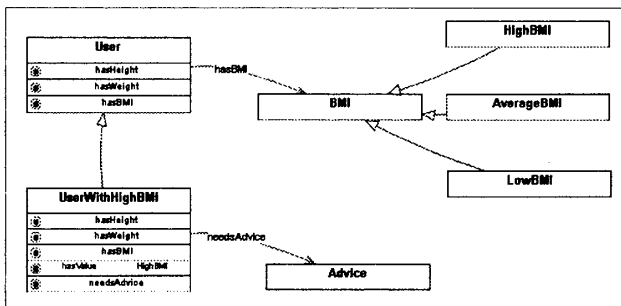 User
hasHeight
hasWeight
hasBMI
hasBMI
BMI
HighBMI
AverageBMI
LowBMI
UserWithHighBMI
hasHeight
hasWeight
hasBMI
hasValue HighBMI
needsAdvice
needsAdvice
Advice